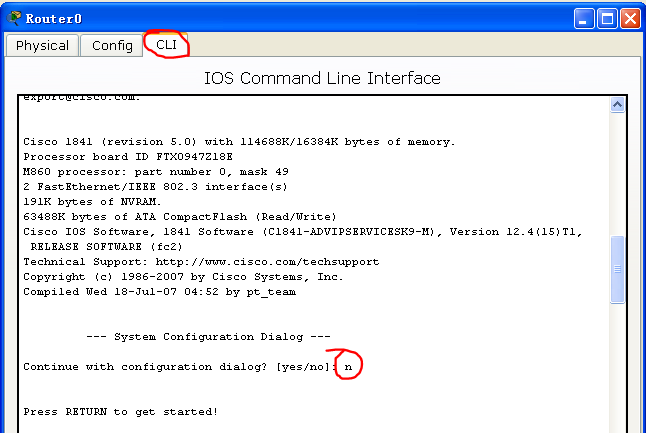 Router0
Physical Config CLI
IOS Command Line Interface
export@cisco.com.
Cisco 1841 (revision 5.0) with 114688K/16384K bytes of memory.
Processor board ID FTX0947Z18E
M860 processor: part number 0, mask 49
2 FastEthernet/IEEE 802.3 interface(s)
191K bytes of NVRAM.
63488K bytes of ATA CompactFlash (Read/Write)
Cisco IOS Software, 1841 Software (C1841-ADVIPSERVICESK9-M), Version 12.4(15)T1,
RELEASE SOFTWARE (fc2)
Technical Support: http://www.cisco.com/techsupport
Copyright (c) 1986-2007 by Cisco Systems, Inc.
Compiled Wed 18-Jul-07 04:52 by pt_team
--- System Configuration Dialog ---
Continue with configuration dialog? [yes/no]: n
Press RETURN to get started!